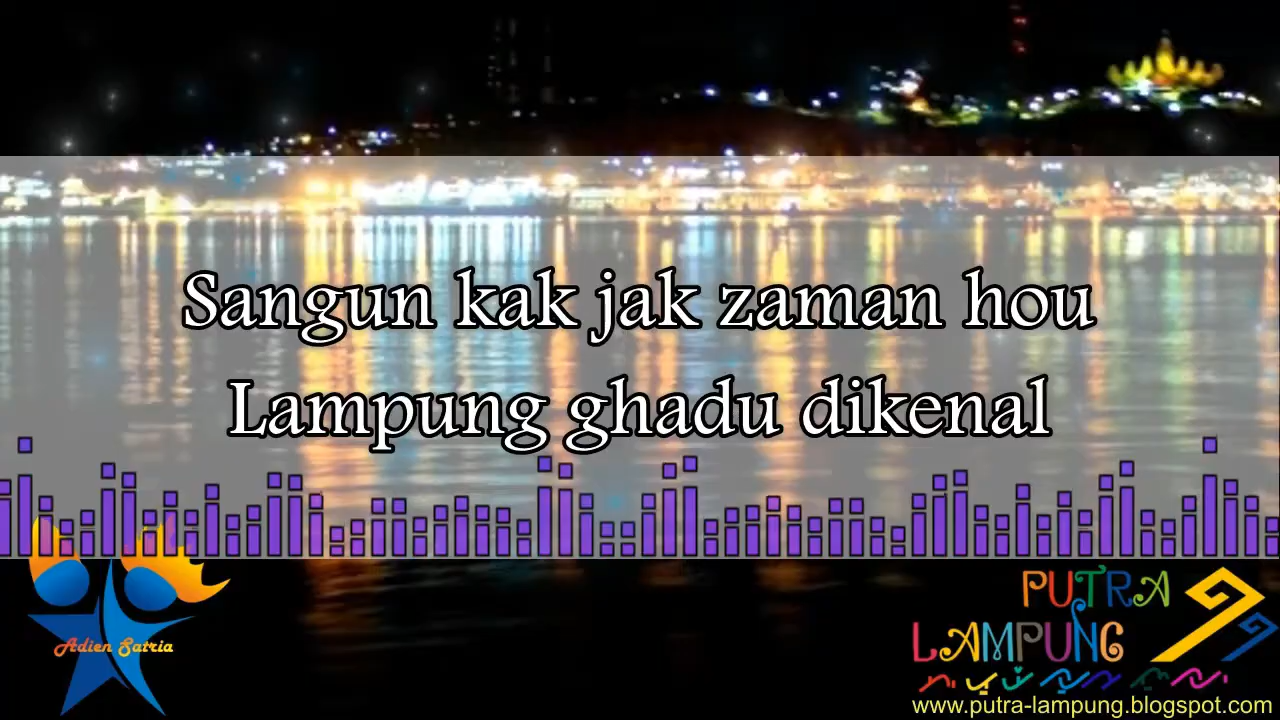 Sangun kak jak zaman hou
Lampung ghadu dikenal
Adien Satria
PUTRA
LAMPUNG
www.putra-lampung.blogspot.com